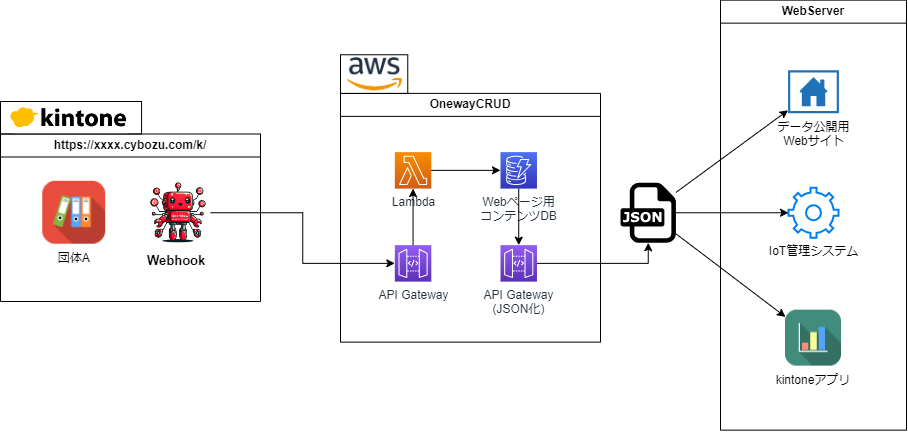 kintone
https://xxxx.cybozu.com/k/
団体A
Webhook
aws
OnewayCRUD
Lambda
Webページ用
コンテンツDB
API Gateway
API Gateway
(JSON化)
JSON
WebServer
データ公開用
Webサイト
IoT管理システム
kintoneアプリ